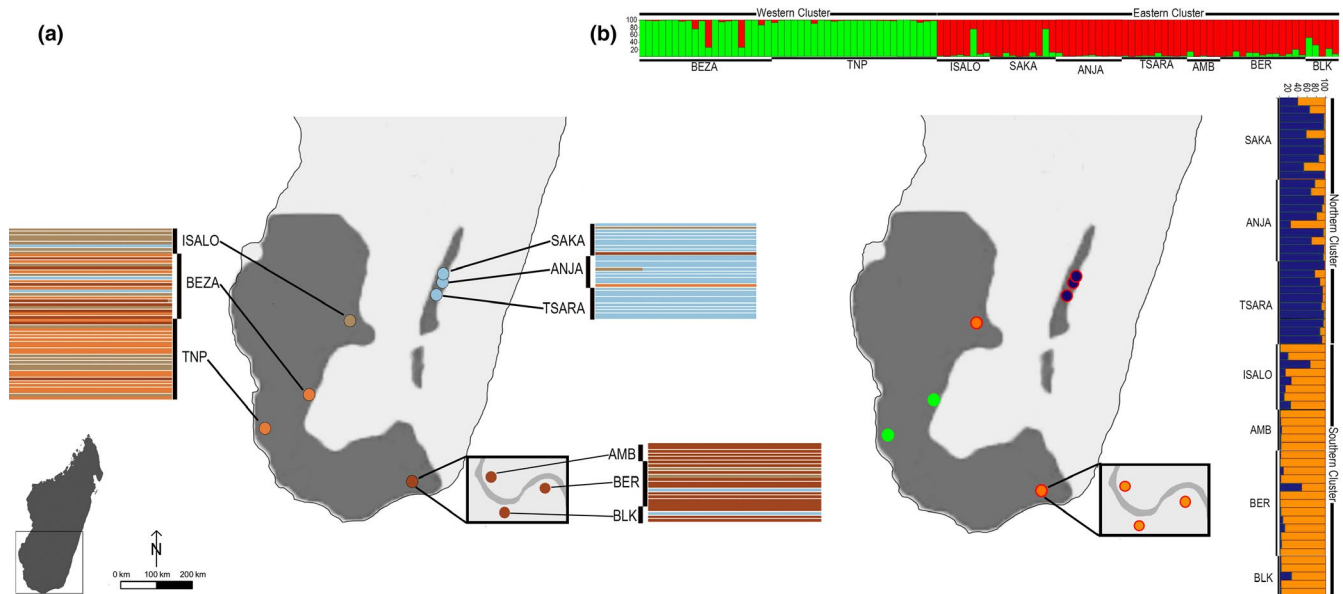 (a)
(b)
Western Cluster
Eastern Cluster
100
80
60
40
20
BEZA
TNP
ISALO
SAKA
ANJA
TSARA
AMB
BER
BLK
ISALO
BEZA
TNP
SAKA
ANJA
TSARA
AMB
BER
BLK
N
0 km 100 km 200 km
20 40 60 80 100
SAKA
ANJA
TSARA
ISALO
AMB
BER
BLK
Northern Cluster
Southern Cluster